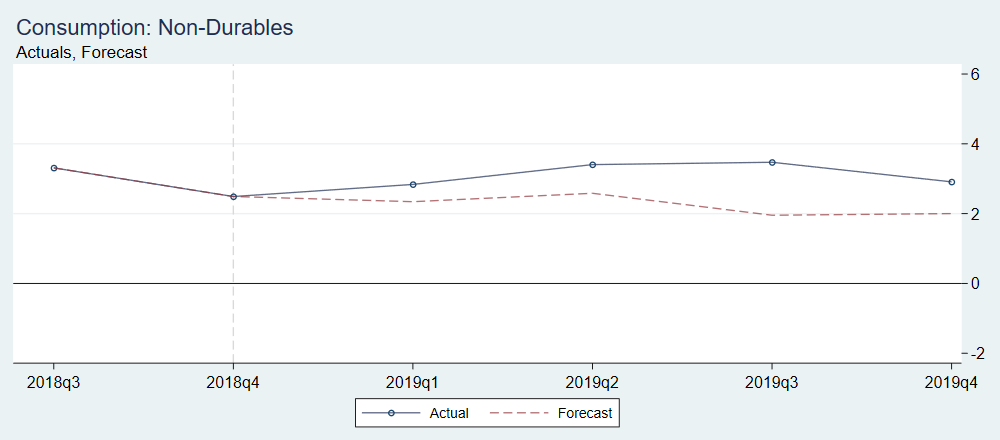 Consumption: Non-Durables
Actuals, Forecast
6
4
2
0
-2
2018q3 2018q4 2019q1 2019q2 2019q3 2019q4
Actual Forecast